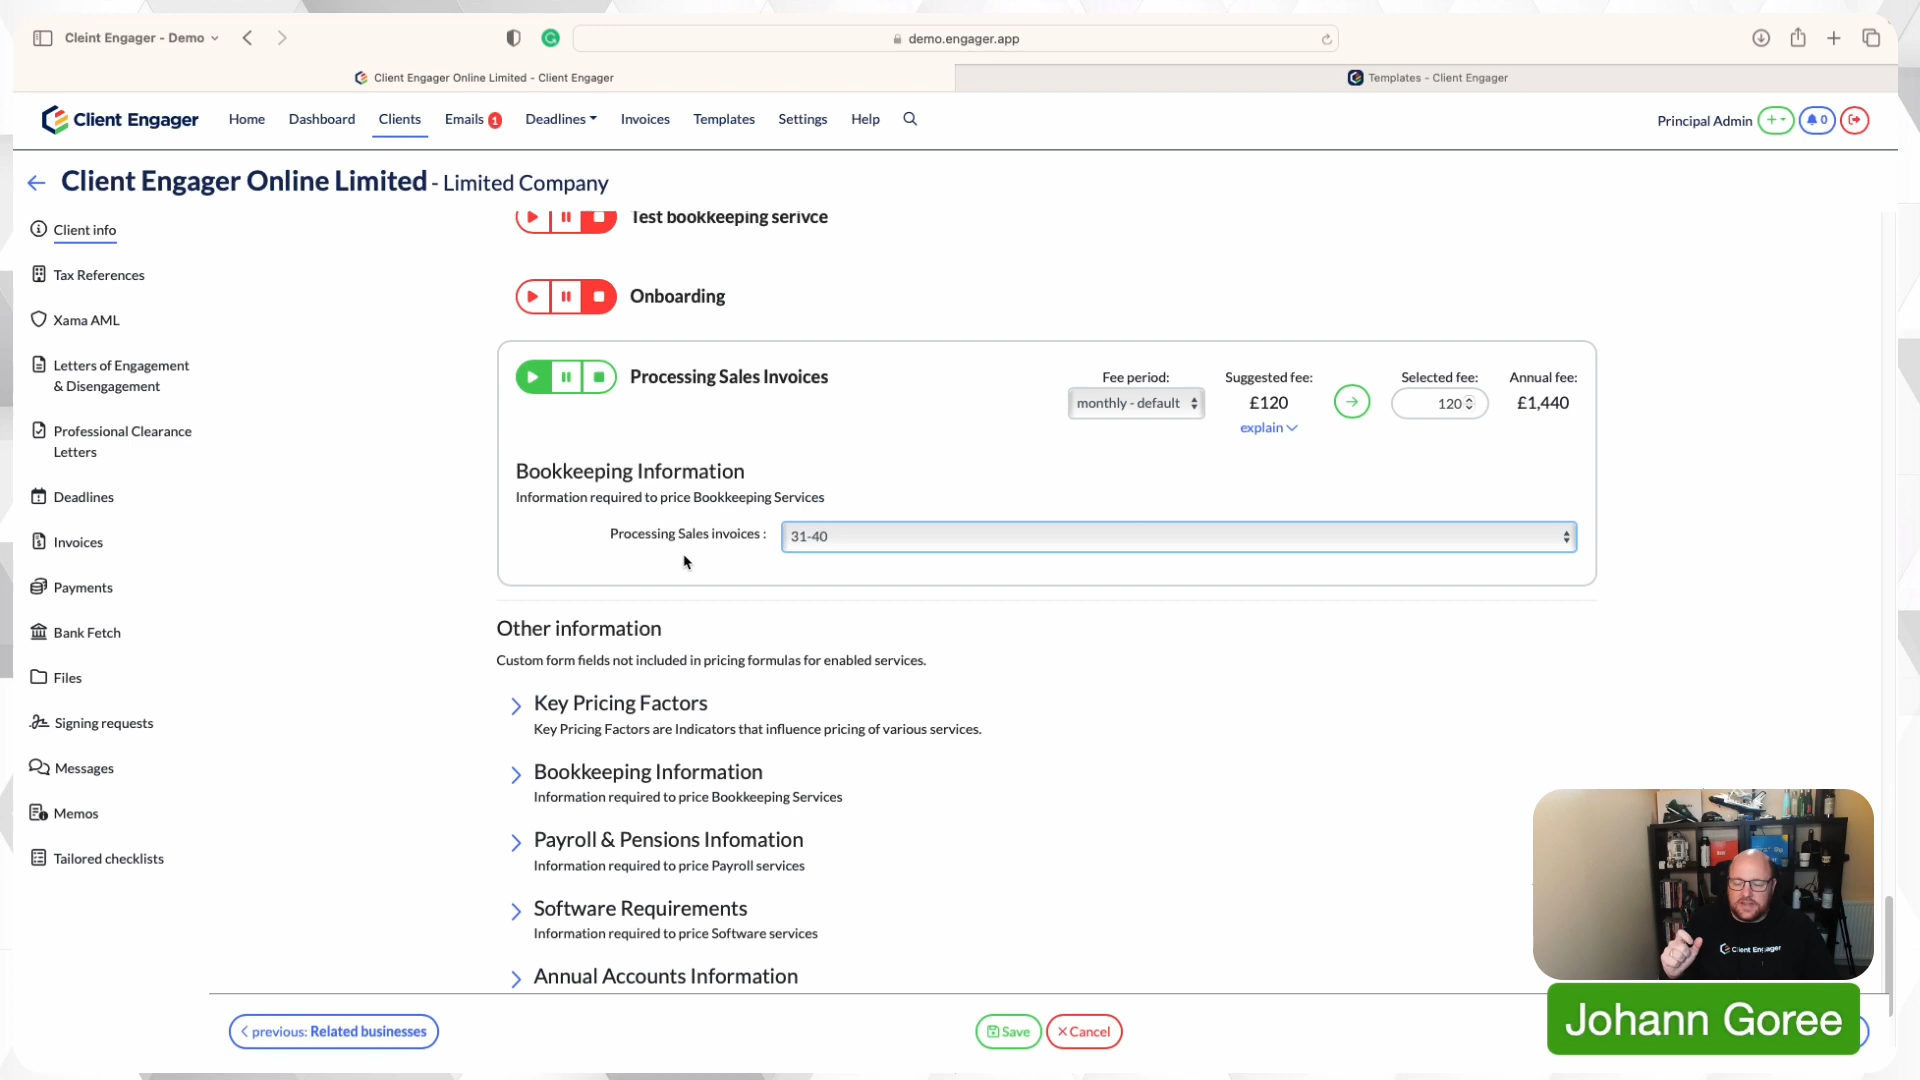 Cleint Engager - Demo
demo.engager.app
Client Engager Online Limited - Client Engager
Templates - Client Engager
Client Engager
Home
Dashboard
Clients
Emails 1
Deadlines
Invoices
Templates
Settings
Help
Principal Admin
+
0
Client Engager Online Limited - Limited Company
Client info
Tax References
Xama AML
Letters of Engagement
& Disengagement
Professional Clearance
Letters
Deadlines
Invoices
Payments
Bank Fetch
Files
Signing requests
Messages
Memos
Tailored checklists
Test bookkeeping serivce
Onboarding
Processing Sales Invoices
Fee period:
monthly - default
Suggested fee:
£120
explain
Selected fee:
120
Annual fee:
£1,440
Bookkeeping Information
Information required to price Bookkeeping Services
Processing Sales invoices :
31-40
Other information
Custom form fields not included in pricing formulas for enabled services.
Key Pricing Factors
Key Pricing Factors are Indicators that influence pricing of various services.
Bookkeeping Information
Information required to price Bookkeeping Services
Payroll & Pensions Infomation
Information required to price Payroll services
Software Requirements
Information required to price Software services
Annual Accounts Information
previous: Related businesses
Save
Cancel
Client Engager
Johann Goree